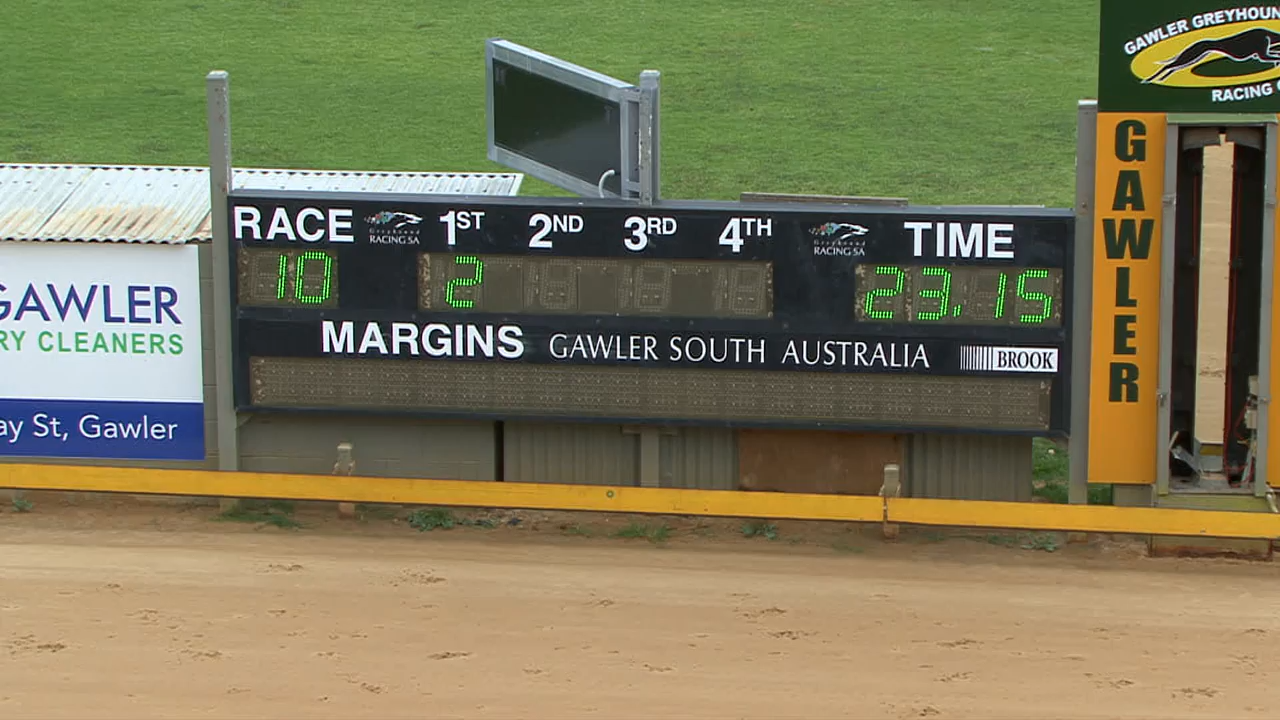 GAWLER GREYHOUN
RACING
GAWLER
RACE
Greyhound
RACING SA
1ST 2ND 3RD 4TH
Greyhound
RACING SA
TIME
10 2 23.15
MARGINS GAWLER SOUTH AUSTRALIA BROOK
GAWLER
RY CLEANERS
ay St, Gawler